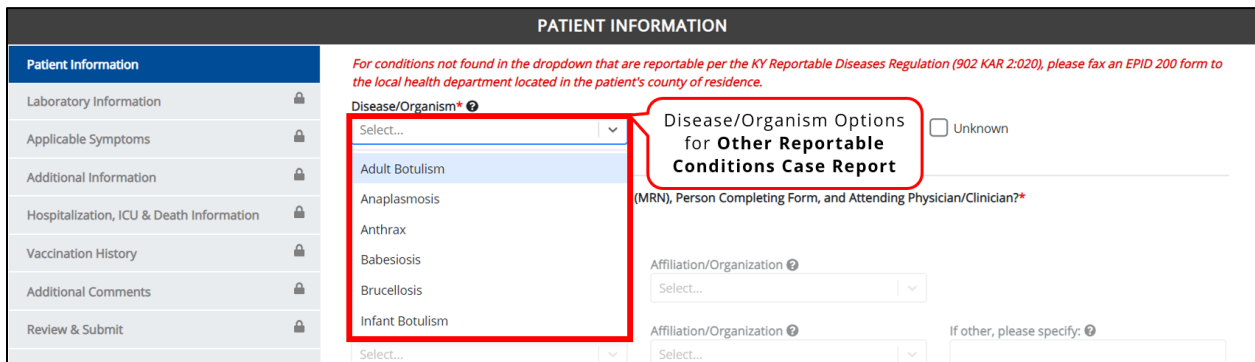 PATIENT INFORMATION
Patient Information
Laboratory Information
Applicable Symptoms
Additional Information
Hospitalization, ICU & Death Information
Vaccination History
Additional Comments
Review & Submit
For conditions not found in the dropdown that are reportable per the KY Reportable Diseases Regulation (902 KAR 2:020), please fax an EPID 200 form to
the local health department located in the patient's county of residence.
Disease/Organism*
Select...
Adult Botulism
Anaplasmosis
Anthrax
Babesiosis
Brucellosis
Infant Botulism
Disease/Organism Options
for Other Reportable
Conditions Case Report
Unknown
(MRN), Person Completing Form, and Attending Physician/Clinician?*
Affiliation/Organization
Select...
Affiliation/Organization
If other, please specify:
Select...
Select...